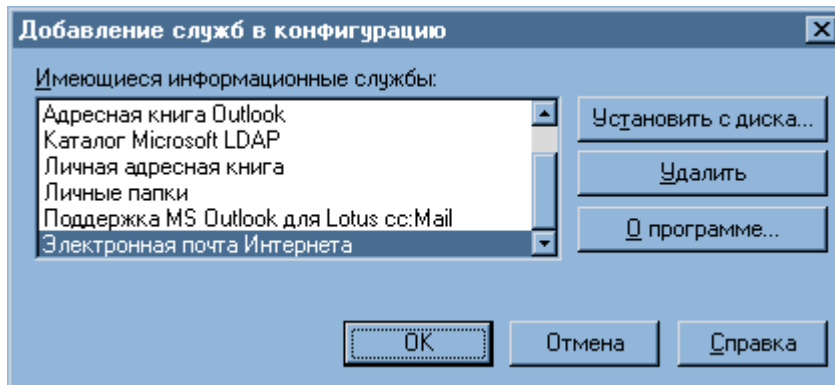 Добавление служб в конфигурацию
Имеющиеся информационные службы:
Адресная книга Outlook
Каталог Microsoft LDAP
Личная адресная книга
Личные папки
Поддержка MS Outlook для Lotus cc:Mail
Электронная почта Интернета
Установить с диска...
Удалить
О программе...
OK
Отмена
Справка